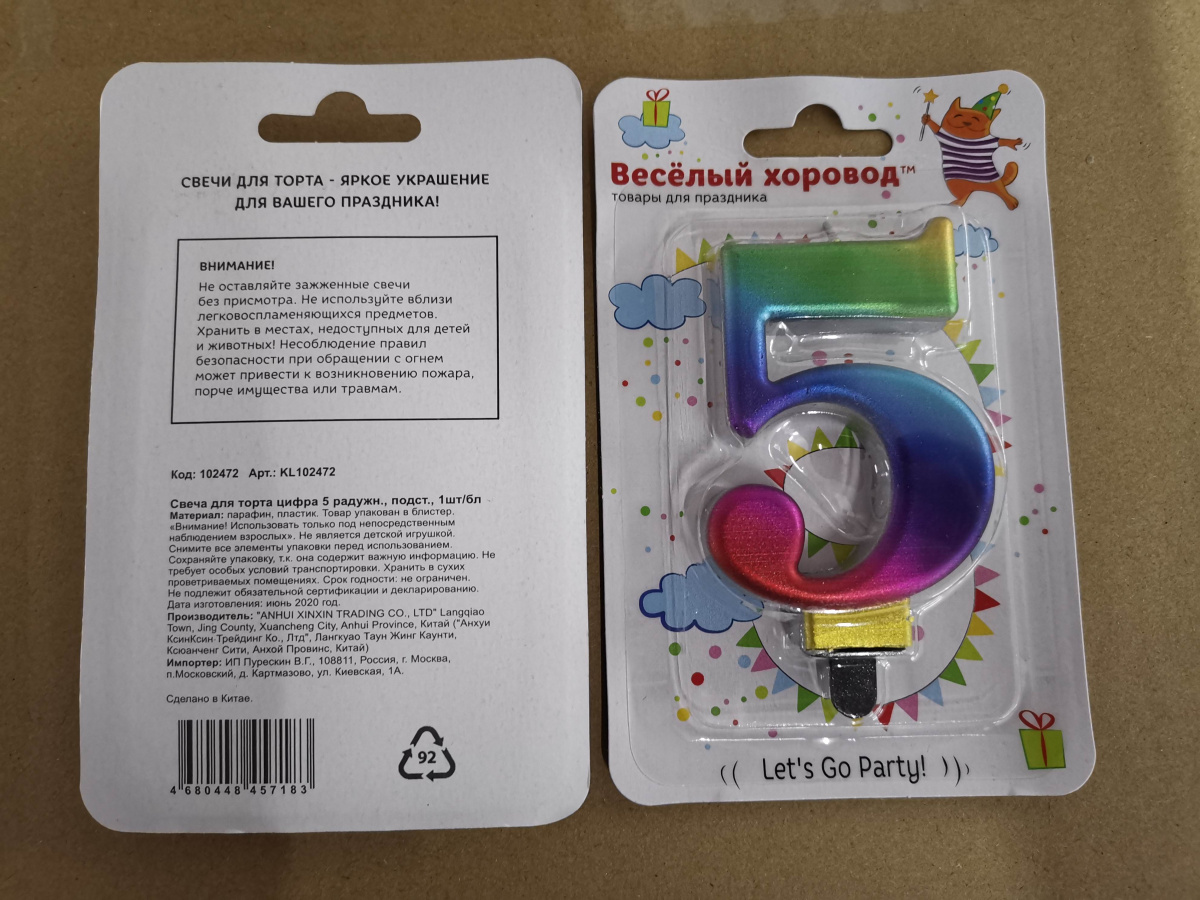 СВЕЧИ ДЛЯ ТОРТА - ЯРКОЕ УКРАШЕНИЕ
ДЛЯ ВАШЕГО ПРАЗДНИКА!
ВНИМАНИЕ!
Не оставляйте зажженные свечи
без присмотра. Не используйте вблизи
легковоспламеняющихся предметов.
Хранить в местах, недоступных для детей
и животных! Несоблюдение правил
безопасности при обращении с огнем
может привести к возникновению пожара,
порче имущества или травмам.
Код: 102472 Арт.: KL102472
Свеча для торта цифра 5 радужн., подст., 1шт/бл
Материал: парафин, пластик. Товар упакован в блистер.
«Внимание! Использовать только под непосредственным
наблюдением взрослых». Не является детской игрушкой.
Снимите все элементы упаковки перед использованием.
Сохраняйте упаковку, т.к. она содержит важную информацию. Не
требует особых условий транспортировки. Хранить в сухих
проветриваемых помещениях. Срок годности: не ограничен.
Не подлежит обязательной сертификации и декларированию.
Дата изготовления: июнь 2020 год.
Производитель: "ANHUI XINXIN TRADING CO., LTD" Langqiao
Town, Jing County, Xuancheng City, Anhui Province, Китай ("Анхуи
КсинКсин Трейдинг Ко., Лтд", Лангкуао Таун Жинг Каунти,
Ксюанченг Сити, Анхой Провинс, Китай)
Импортер: ИП Пурескин В.Г., 108811, Россия, г. Москва,
п.Московский, д. Картмазово, ул. Киевская, 1А.
Сделано в Китае.
4 680448 457183
92
Весёлый хоровод™
товары для праздника
5
Let's Go Party!